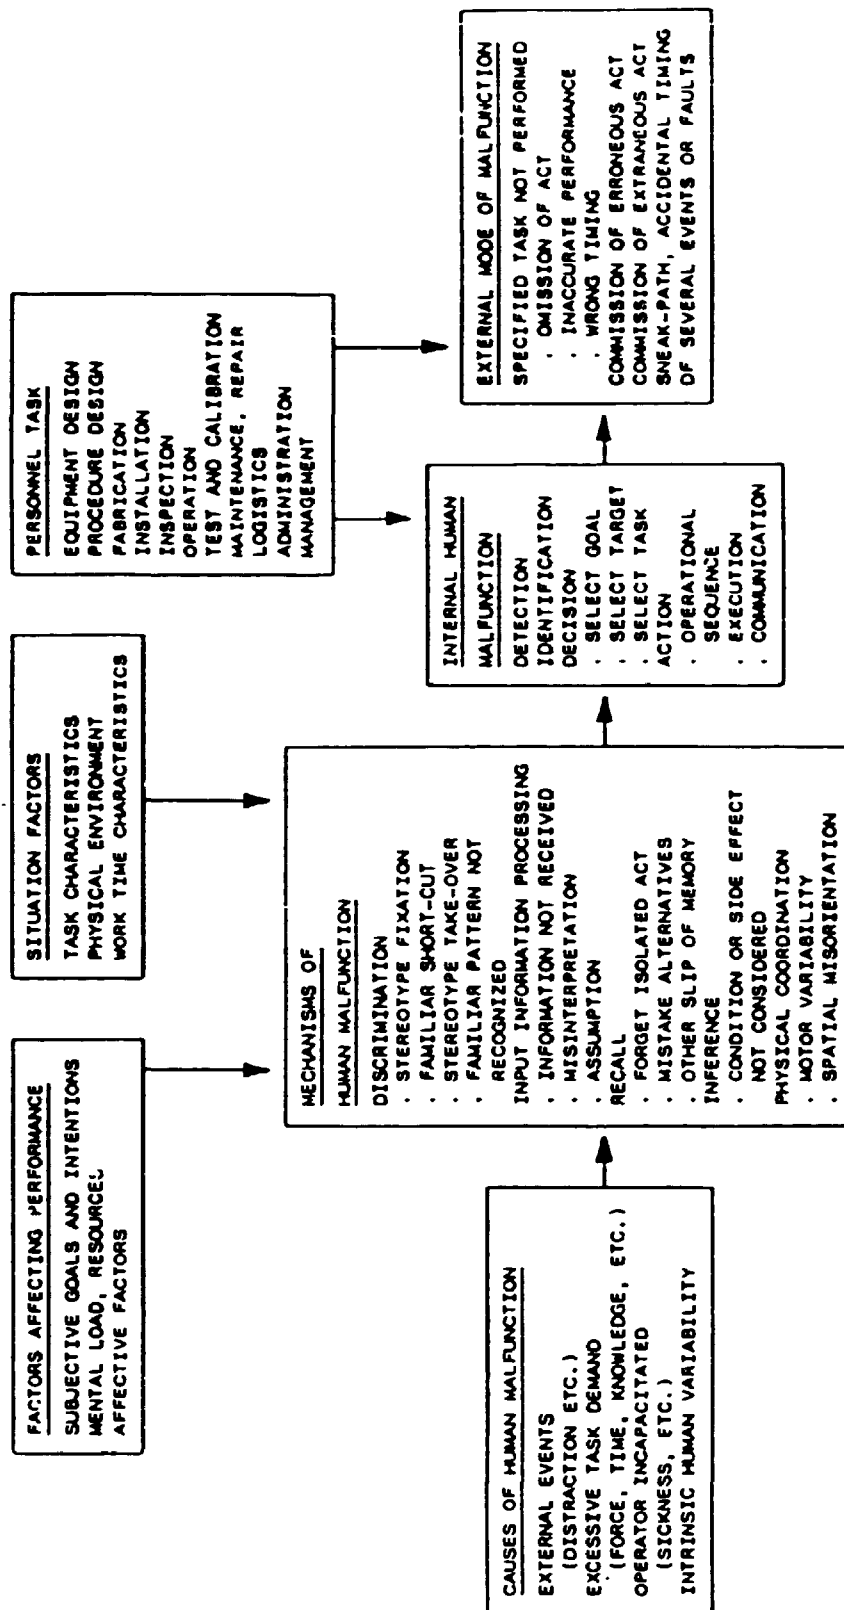 FACTORS AFFECTING PERFORMANCE
SUBJECTIVE GOALS AND INTENTIONS
MENTAL LOAD, RESOURCES
AFFECTIVE FACTORS
SITUATION FACTORS
TASK CHARACTERISTICS
PHYSICAL ENVIRONMENT
WORK TIME CHARACTERISTICS
PERSONNEL TASK
EQUIPMENT DESIGN
PROCEDURE DESIGN
FABRICATION
INSTALLATION
INSPECTION
OPERATION
TEST AND CALIBRATION
MAINTENANCE, REPAIR
LOGISTICS
ADMINISTRATION
MANAGEMENT
CAUSES OF HUMAN MALFUNCTION
EXTERNAL EVENTS
(DISTRACTION ETC.)
EXCESSIVE TASK DEMAND
(FORCE, TIME, KNOWLEDGE, ETC.)
OPERATOR INCAPACITATED
(SICKNESS, ETC.)
INTRINSIC HUMAN VARIABILITY
MECHANISMS OF
HUMAN MALFUNCTION
DISCRIMINATION
. STEREOTYPE FIXATION
. FAMILIAR SHORT-CUT
. STEREOTYPE TAKE-OVER
. FAMILIAR PATTERN NOT
RECOGNIZED
INPUT INFORMATION PROCESSING
. INFORMATION NOT RECEIVED
. MISINTERPRETATION
. ASSUMPTION
RECALL
. FORGET ISOLATED ACT
. MISTAKE ALTERNATIVES
. OTHER SLIP OF MEMORY
INFERENCE
. CONDITION OR SIDE EFFECT
NOT CONSIDERED
PHYSICAL COORDINATION
. MOTOR VARIABILITY
. SPATIAL MISORIENTATION
INTERNAL HUMAN
MALFUNCTION
DETECTION
IDENTIFICATION
DECISION
. SELECT GOAL
. SELECT TARGET
. SELECT TASK
ACTION
. OPERATIONAL
SEQUENCE
. EXECUTION
. COMMUNICATION
EXTERNAL MODE OF MALFUNCTION
SPECIFIED TASK NOT PERFORMED
. OMISSION OF ACT
. INACCURATE PERFORMANCE
. WRONG TIMING
COMMISSION OF ERRONEOUS ACT
COMMISSION OF EXTRANEOUS ACT
SNEAK-PATH, ACCIDENTAL TIMING
OF SEVERAL EVENTS OR FAULTS